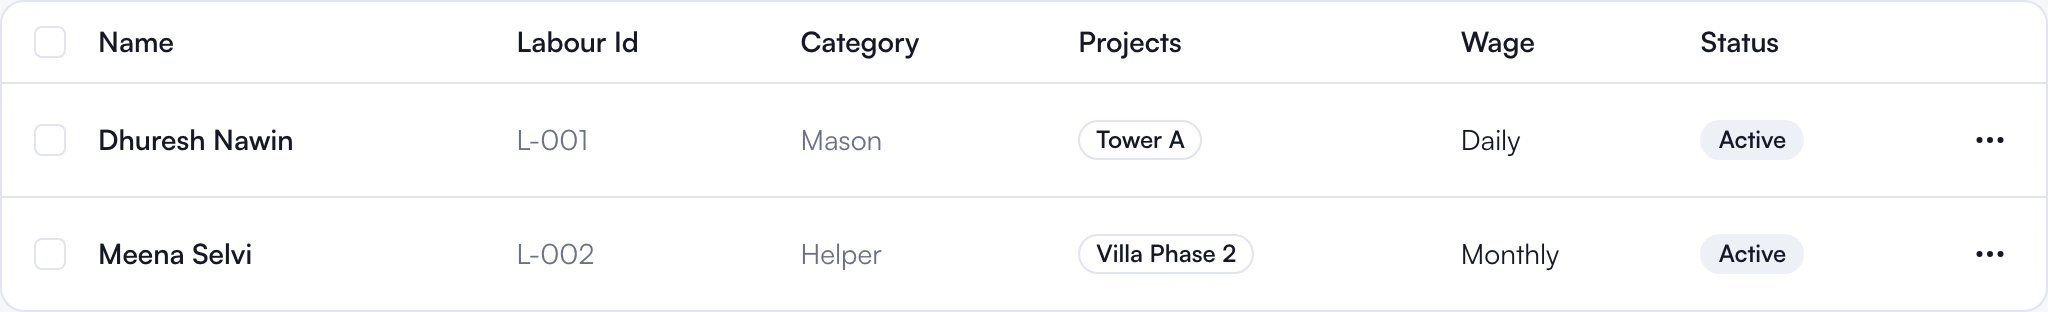 Name Labour Id Category Projects Wage Status
Dhuresh Nawin L-001 Mason Tower A Daily Active
Meena Selvi L-002 Helper Villa Phase 2 Monthly Active